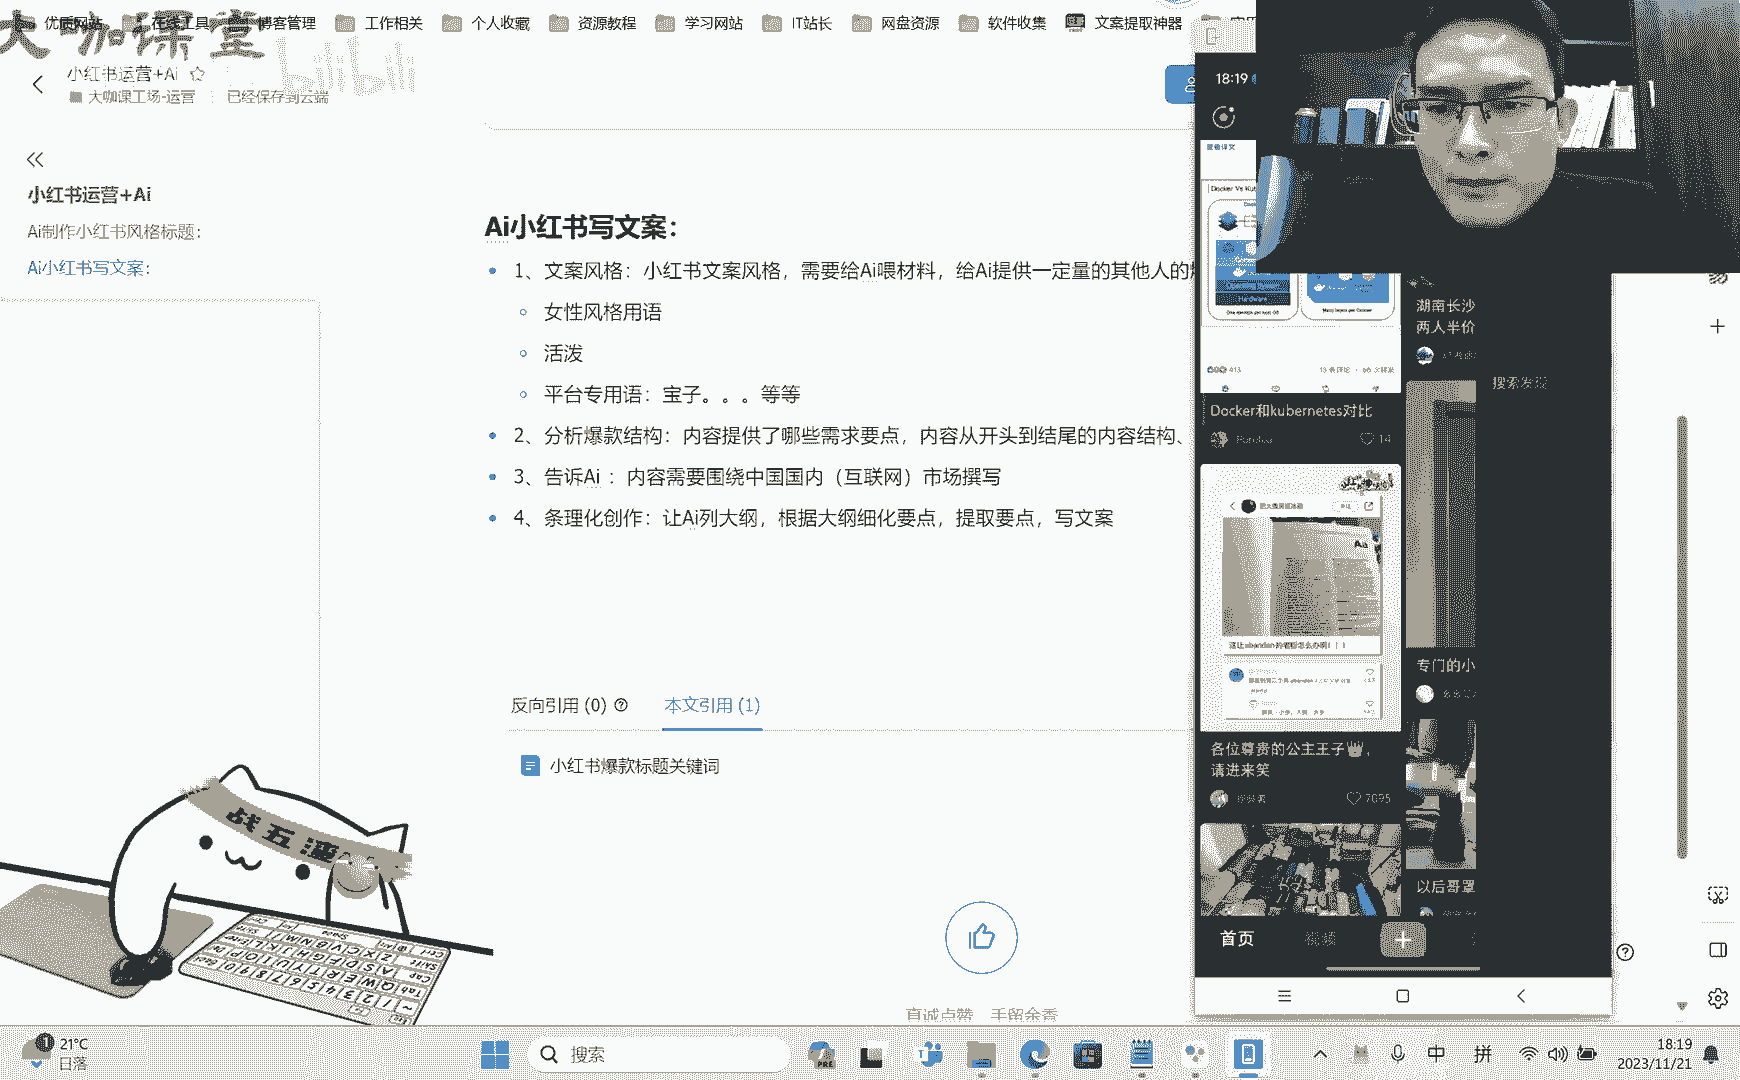 优质网站
在线工具
博客管理
工作相关
个人收藏
资源教程
学习网站
IT站长
网盘资源
软件收集
文案提取神器
大咖课堂
bilibili
小红书运营+Ai
大咖课工场-运营
已经保存到云端
小红书运营+Ai
Ai制作小红书风格标题：
Ai小红书写文案：
Ai小红书写文案：
1、文案风格：小红书文案风格，需要给Ai喂材料，给Ai提供一定量的其他人的
女性风格用语
活泼
平台专用语：宝子。。。等等
2、分析爆款结构：内容提供了哪些需求要点，内容从开头到结尾的内容结构、
3、告诉Ai ：内容需要围绕中国国内（互联网）市场撰写
4、条理化创作：让Ai列大纲，根据大纲细化要点，提取要点，写文案
反向引用 (0)
本文引用 (1)
小红书爆款标题关键词
真诚点赞，手留余香
战五渣
18:19
Docker Vs
413
Docker和kubernetes对比
14
各位尊贵的公主王子👑，
请进来笑
7095
湖南长沙
两人半价
搜索发现
专门的小
以后哥罩
首页
视频
21°C
日落
搜索
中
拼
18:19
2023/11/21